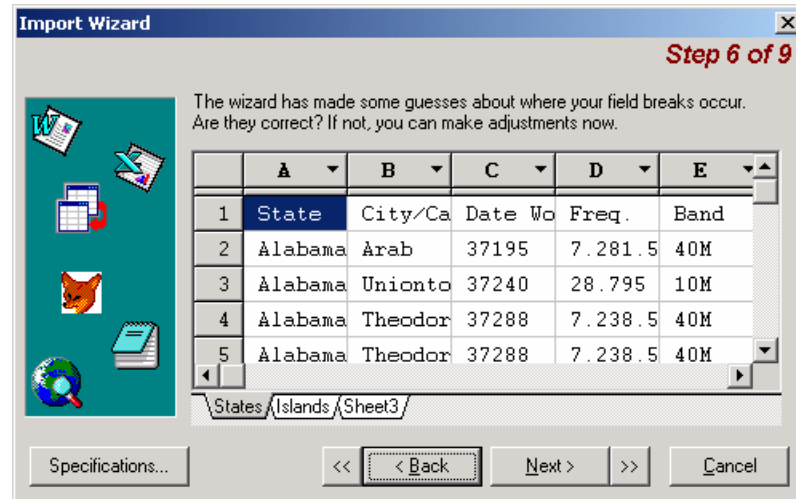 Import Wizard
Step 6 of 9
The wizard has made some guesses about where your field breaks occur.
Are they correct? If not, you can make adjustments now.
A B C D E
1 State City/Ca Date Wo Freq. Band
2 Alabama Arab 37195 7.281.5 40M
3 Alabama Unionto 37240 28.795 10M
4 Alabama Theodor 37288 7.238.5 40M
5 Alabama Theodor 37288 7.238.5 40M
States Islands Sheet3
Specifications... << < Back Next > >> Cancel